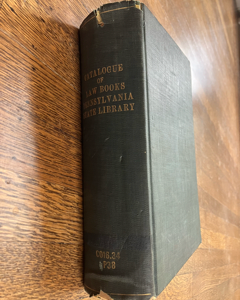 CATALOGUE
OF
LAW BOOKS
PENNSYLVANIA
STATE LIBRARY